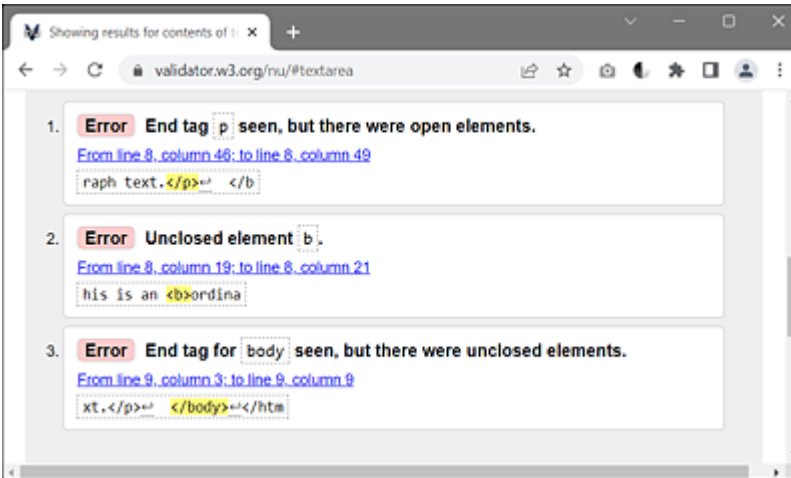 Showing results for contents of t
validator.w3.org/nu/#textarea
1. Error End tag p seen, but there were open elements.
From line 8, column 46; to line 8, column 49
raph text.</p>↩  </b
2. Error Unclosed element b.
From line 8, column 19; to line 8, column 21
his is an <b>ordina
3. Error End tag for body seen, but there were unclosed elements.
From line 9, column 3; to line 9, column 9
xt.</p>↩  </body>↩</htm